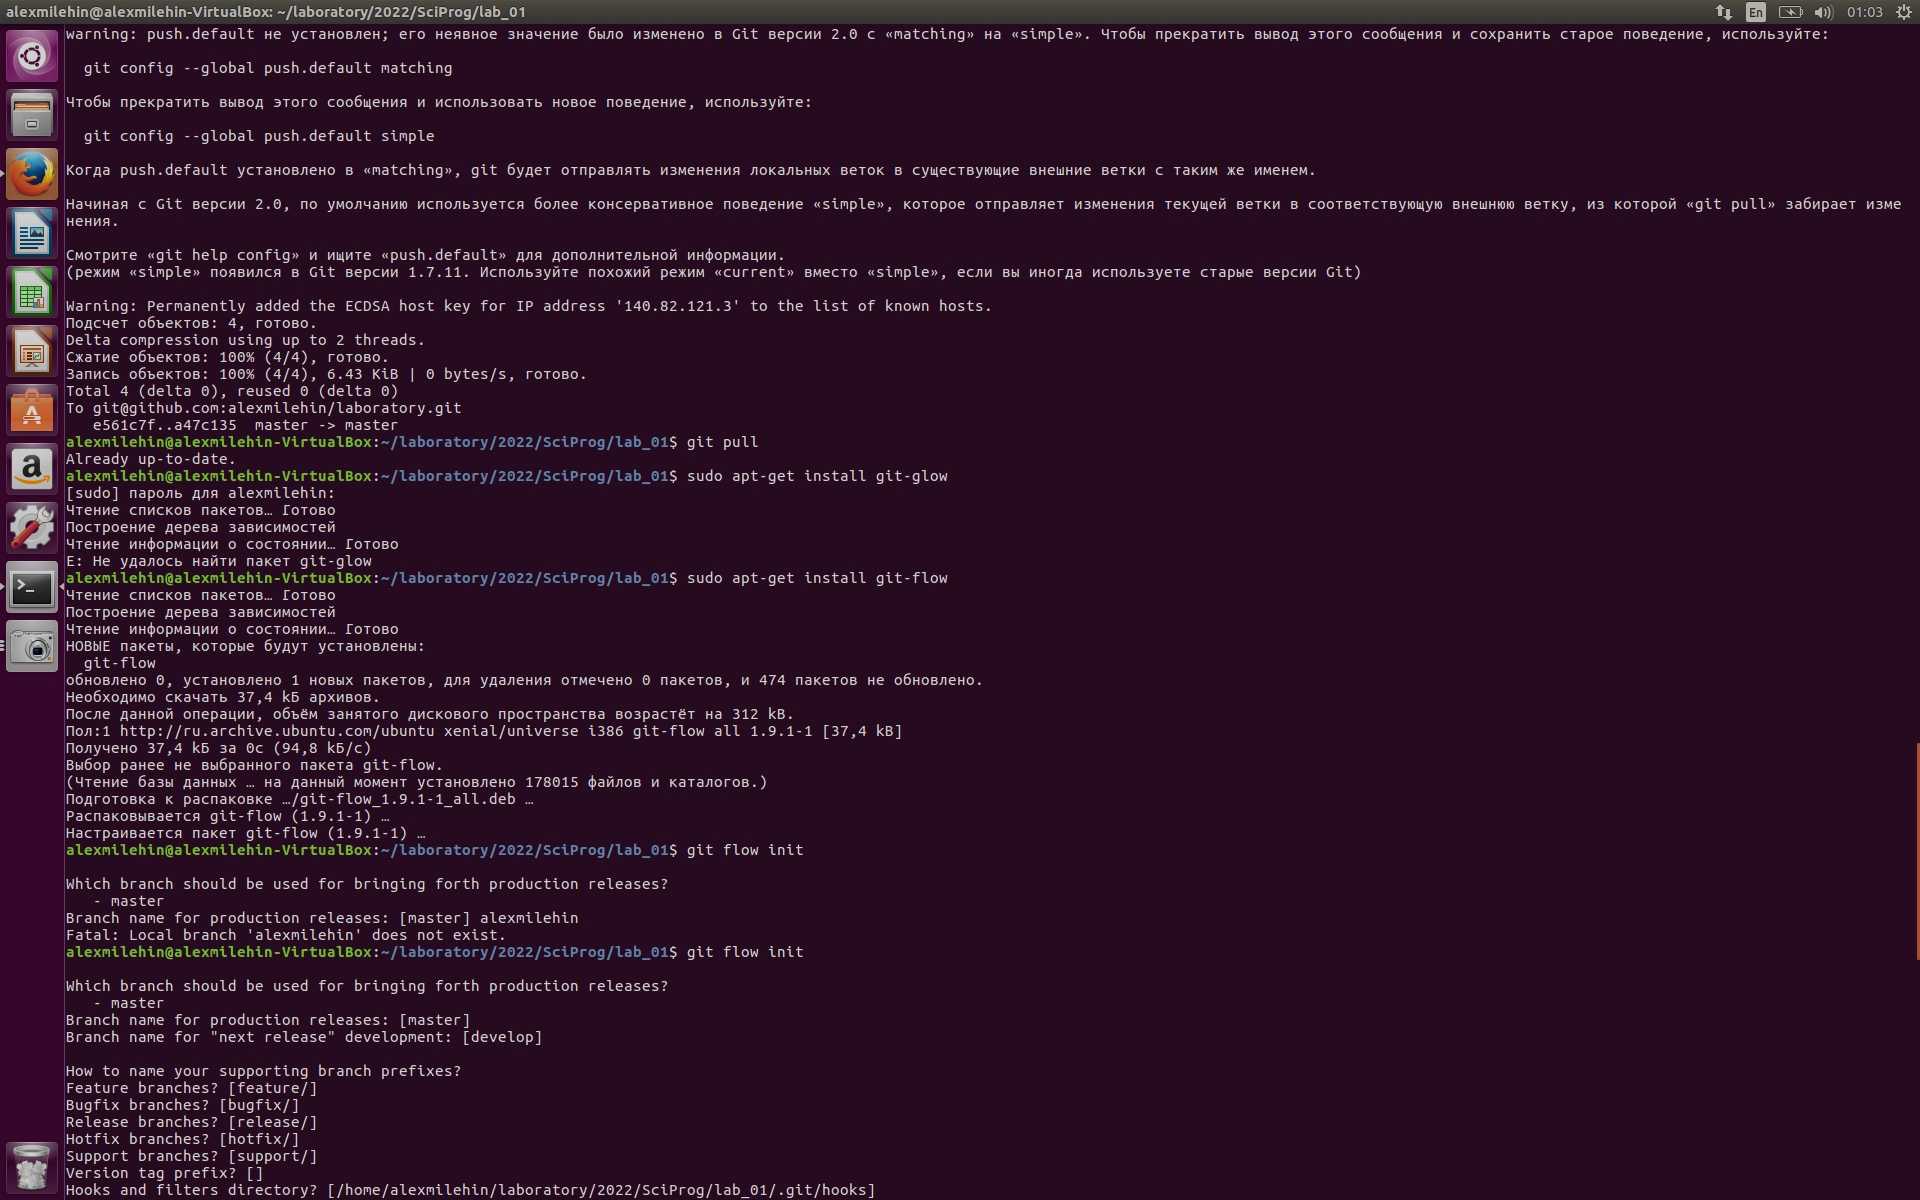 alexmilehin@alexmilehin-VirtualBox: ~/laboratory/2022/SciProg/lab_01
En
01:03
warning: push.default не установлен; его неявное значение было изменено в Git версии 2.0 с «matching» на «simple». Чтобы прекратить вывод этого сообщения и сохранить старое поведение, используйте:
git config --global push.default matching
Чтобы прекратить вывод этого сообщения и использовать новое поведение, используйте:
git config --global push.default simple
Когда push.default установлено в «matching», git будет отправлять изменения локальных веток в существующие внешние ветки с таким же именем.
Начиная с Git версии 2.0, по умолчанию используется более консервативное поведение «simple», которое отправляет изменения текущей ветки в соответствующую внешнюю ветку, из которой «git pull» забирает изме
нения.
Смотрите «git help config» и ищите «push.default» для дополнительной информации.
(режим «simple» появился в Git версии 1.7.11. Используйте похожий режим «current» вместо «simple», если вы иногда используете старые версии Git)
Warning: Permanently added the ECDSA host key for IP address '140.82.121.3' to the list of known hosts.
Подсчет объектов: 4, готово.
Delta compression using up to 2 threads.
Сжатие объектов: 100% (4/4), готово.
Запись объектов: 100% (4/4), 6.43 KiB | 0 bytes/s, готово.
Total 4 (delta 0), reused 0 (delta 0)
To git@github.com:alexmilehin/laboratory.git
e561c7f..a47c135  master -> master
alexmilehin@alexmilehin-VirtualBox:~/laboratory/2022/SciProg/lab_01$ git pull
Already up-to-date.
alexmilehin@alexmilehin-VirtualBox:~/laboratory/2022/SciProg/lab_01$ sudo apt-get install git-glow
[sudo] пароль для alexmilehin:
Чтение списков пакетов… Готово
Построение дерева зависимостей
Чтение информации о состоянии… Готово
E: Не удалось найти пакет git-glow
alexmilehin@alexmilehin-VirtualBox:~/laboratory/2022/SciProg/lab_01$ sudo apt-get install git-flow
Чтение списков пакетов… Готово
Построение дерева зависимостей
Чтение информации о состоянии… Готово
НОВЫЕ пакеты, которые будут установлены:
git-flow
обновлено 0, установлено 1 новых пакетов, для удаления отмечено 0 пакетов, и 474 пакетов не обновлено.
Необходимо скачать 37,4 kБ архивов.
После данной операции, объём занятого дискового пространства возрастёт на 312 kB.
Пол:1 http://ru.archive.ubuntu.com/ubuntu xenial/universe i386 git-flow all 1.9.1-1 [37,4 kB]
Получено 37,4 kБ за 0с (94,8 kБ/c)
Выбор ранее не выбранного пакета git-flow.
(Чтение базы данных … на данный момент установлено 178015 файлов и каталогов.)
Подготовка к распаковке …/git-flow_1.9.1-1_all.deb …
Распаковывается git-flow (1.9.1-1) …
Настраивается пакет git-flow (1.9.1-1) …
alexmilehin@alexmilehin-VirtualBox:~/laboratory/2022/SciProg/lab_01$ git flow init
Which branch should be used for bringing forth production releases?
- master
Branch name for production releases: [master] alexmilehin
Fatal: Local branch 'alexmilehin' does not exist.
alexmilehin@alexmilehin-VirtualBox:~/laboratory/2022/SciProg/lab_01$ git flow init
Which branch should be used for bringing forth production releases?
- master
Branch name for production releases: [master]
Branch name for "next release" development: [develop]
How to name your supporting branch prefixes?
Feature branches? [feature/]
Bugfix branches? [bugfix/]
Release branches? [release/]
Hotfix branches? [hotfix/]
Support branches? [support/]
Version tag prefix? []
Hooks and filters directory? [/home/alexmilehin/laboratory/2022/SciProg/lab_01/.git/hooks]